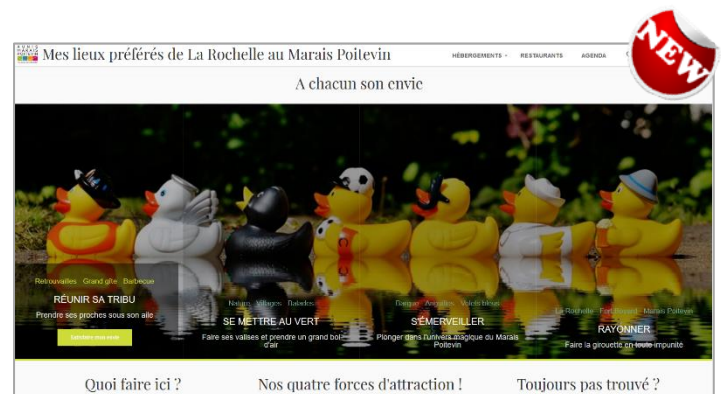 AUNIS
MARAIS
POITEVIN
Mes lieux préférés de La Rochelle au Marais Poitevin
HÉBERGEMENTS
RESTAURANTS
AGENDA
NEW
A chacun son envie
Retrouvailles Grand gîte Barbecue
RÉUNIR SA TRIBU
Prendre ses proches sous son aile
Nature Villages Balades
SE METTRE AU VERT
Faire ses valises et prendre un grand bol
d'air
Barque Anguilles Volets bleus
S'ÉMERVEILLER
Plonger dans l'univers magique du Marais
Poitevin
La Rochelle Fort Boyard Marais Poitevin
RAYONNER
Faire la girouette en toute impunité
Quoi faire ici ?
Nos quatre forces d'attraction !
Toujours pas trouvé ?